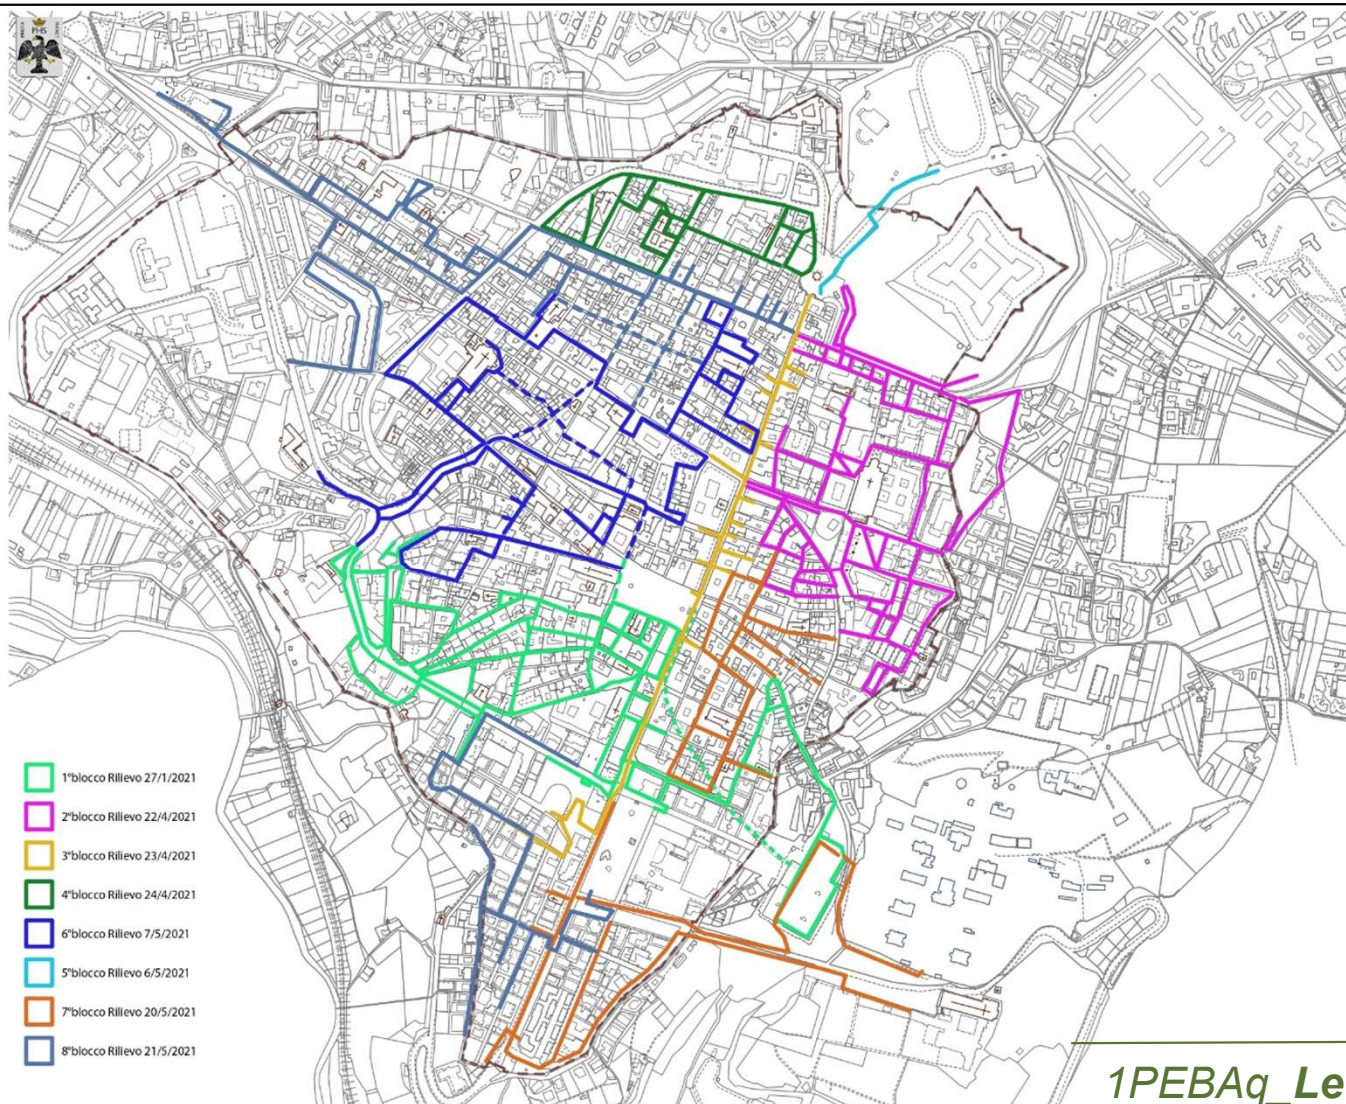 PHS
1°blocco Rilievo 27/1/2021
2°blocco Rilievo 22/4/2021
3°blocco Rilievo 23/4/2021
4°blocco Rilievo 24/4/2021
6°blocco Rilievo 7/5/2021
5°blocco Rilievo 6/5/2021
7°blocco Rilievo 20/5/2021
8°blocco Rilievo 21/5/2021
1PEBAq_Le